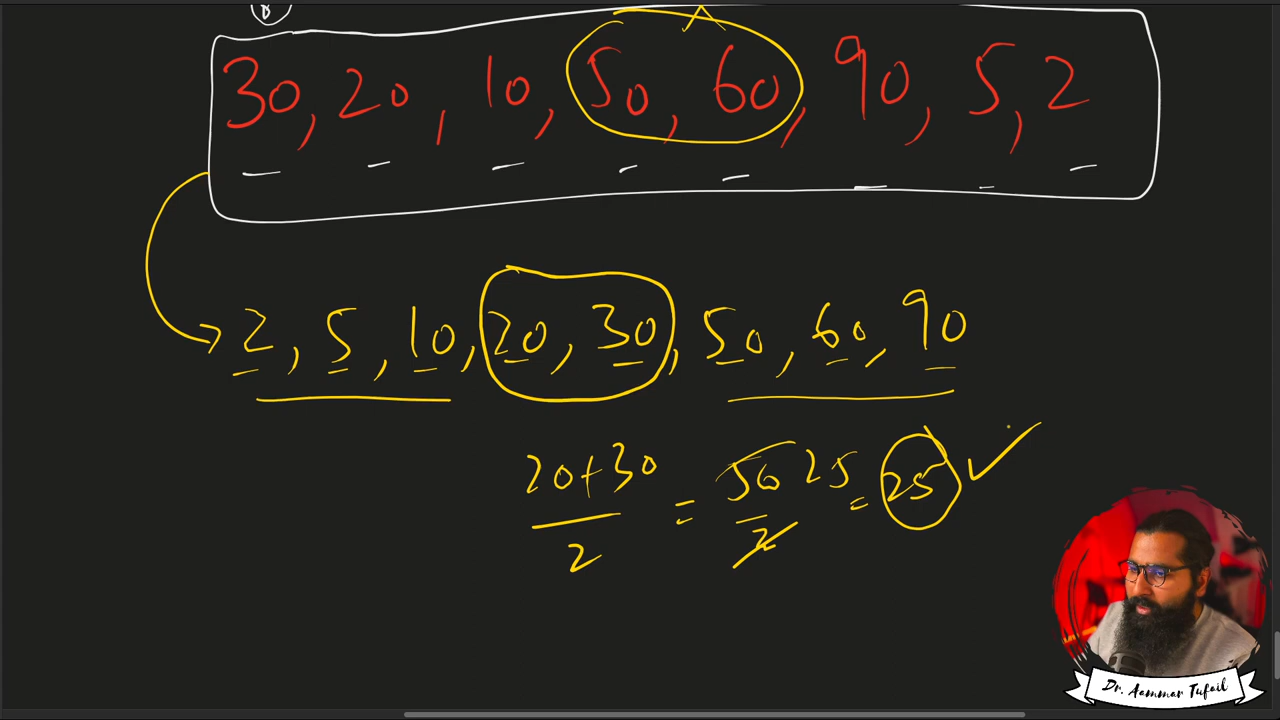 8
30, 20, 10, 50, 60, 90, 5, 2
2, 5, 10, 20, 30, 50, 60, 90
20+30/2 = 50/2 25 = 25 ✓
Dr. Aammar Tufail